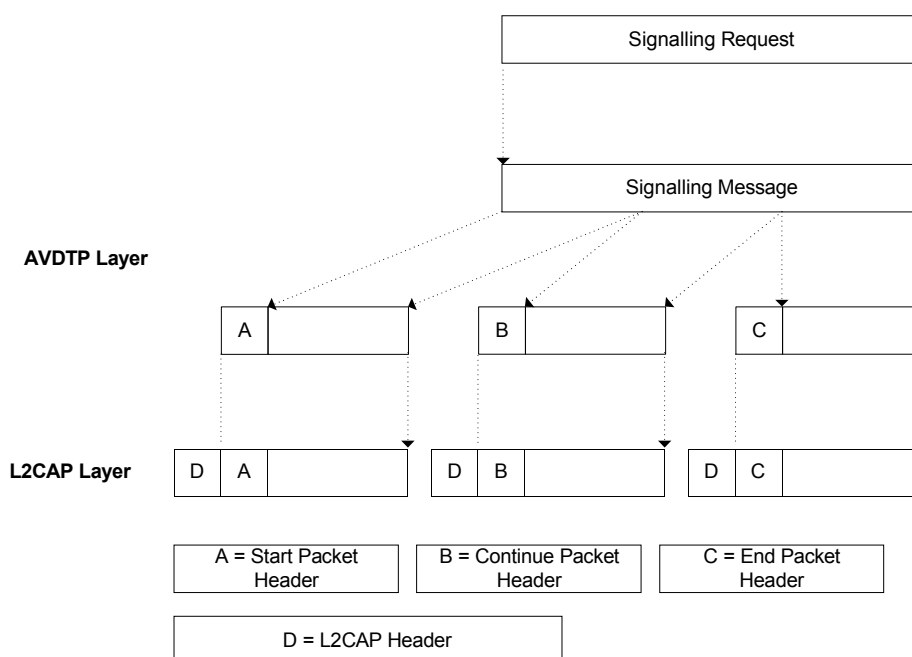 Signalling Request
Signalling Message
AVDTP Layer
A
B
C
L2CAP Layer
D
A
D
B
D
C
A = Start Packet
Header
B = Continue Packet
Header
C = End Packet
Header
D = L2CAP Header